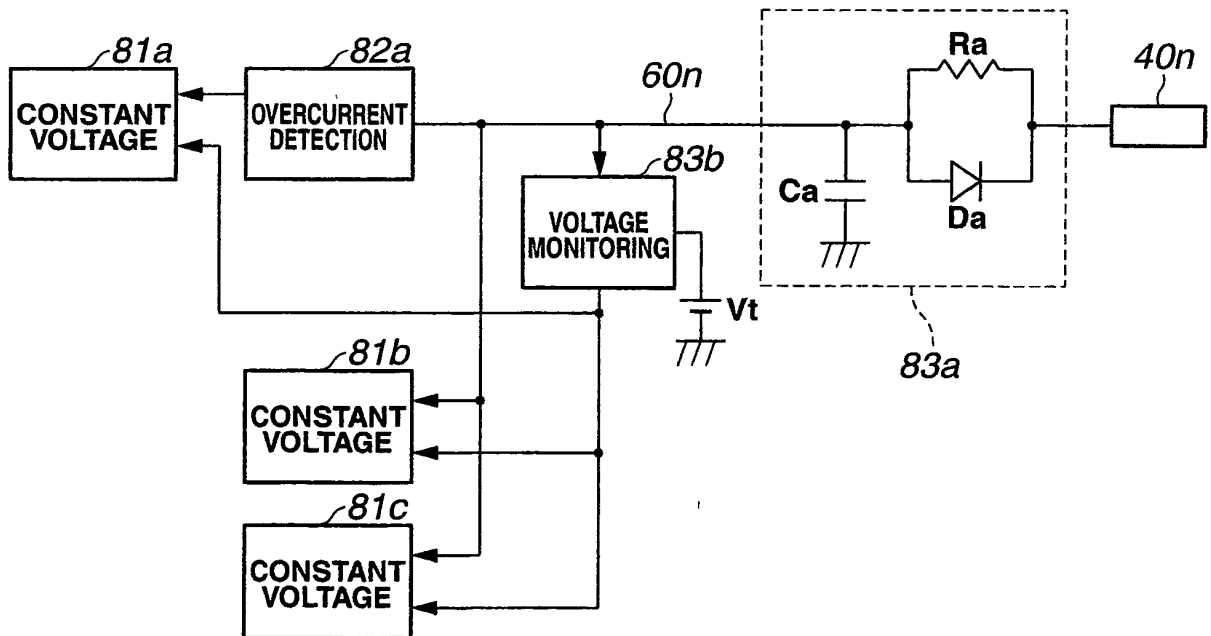 81a
82a
Ra
40n
60n
CONSTANT
VOLTAGE
OVERCURRENT
DETECTION
83b
Ca
Da
VOLTAGE
MONITORING
Vt
83a
81b
CONSTANT
VOLTAGE
81c
CONSTANT
VOLTAGE